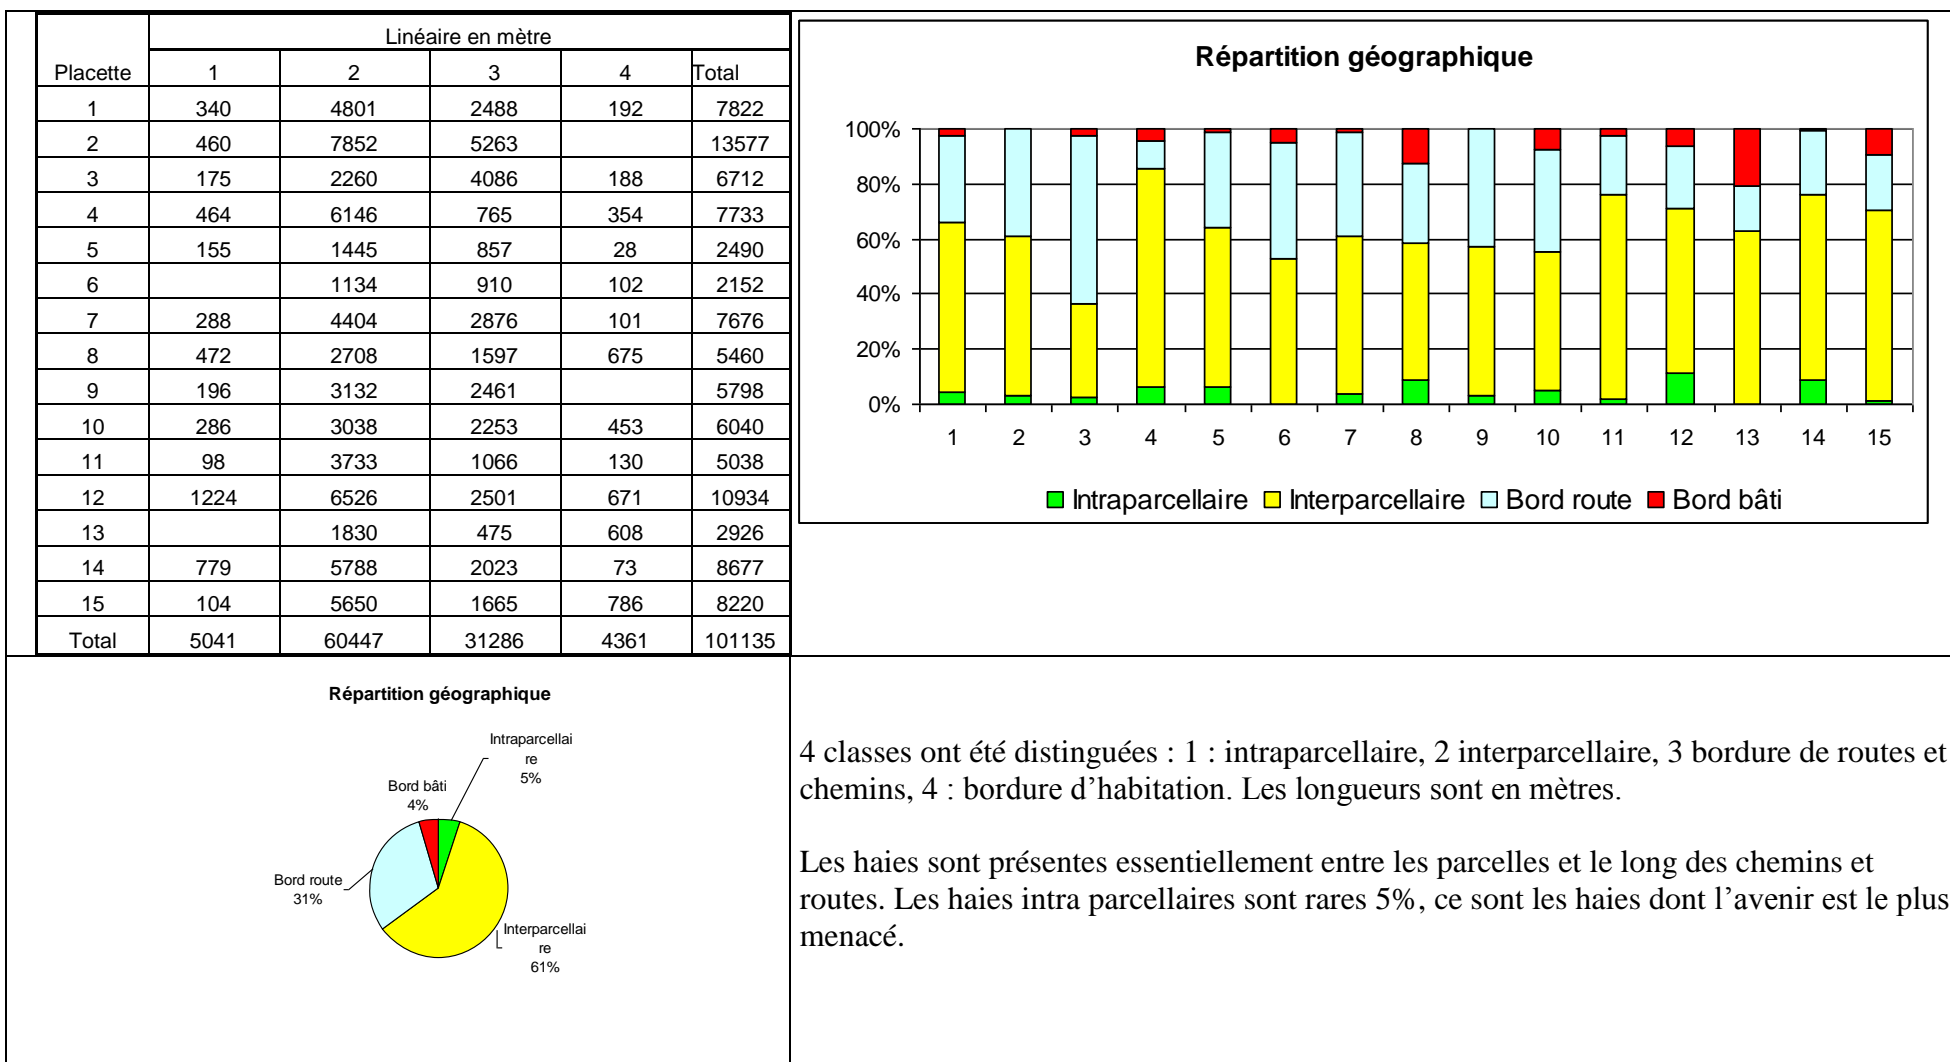 Linéaire en mètre
Placette 1 2 3 4 Total
1 340 4801 2488 192 7822
2 460 7852 5263 13577
3 175 2260 4086 188 6712
4 464 6146 765 354 7733
5 155 1445 857 28 2490
6 1134 910 102 2152
7 288 4404 2876 101 7676
8 472 2708 1597 675 5460
9 196 3132 2461 5798
10 286 3038 2253 453 6040
11 98 3733 1066 130 5038
12 1224 6526 2501 671 10934
13 1830 475 608 2926
14 779 5788 2023 73 8677
15 104 5650 1665 786 8220
Total 5041 60447 31286 4361 101135
Répartition géographique
100%
80%
60%
40%
20%
0%
1 2 3 4 5 6 7 8 9 10 11 12 13 14 15
Intraparcellaire Interparcellaire Bord route Bord bâti
Répartition géographique
Intraparcellai
re
5%
Bord bâti
4%
Bord route
31%
Interparcellai
re
61%
4 classes ont été distinguées : 1 : intraparcellaire, 2 interparcellaire, 3 bordure de routes et
chemins, 4 : bordure d’habitation. Les longueurs sont en mètres.
Les haies sont présentes essentiellement entre les parcelles et le long des chemins et
routes. Les haies intra parcellaires sont rares 5%, ce sont les haies dont l’avenir est le plus
menacé.